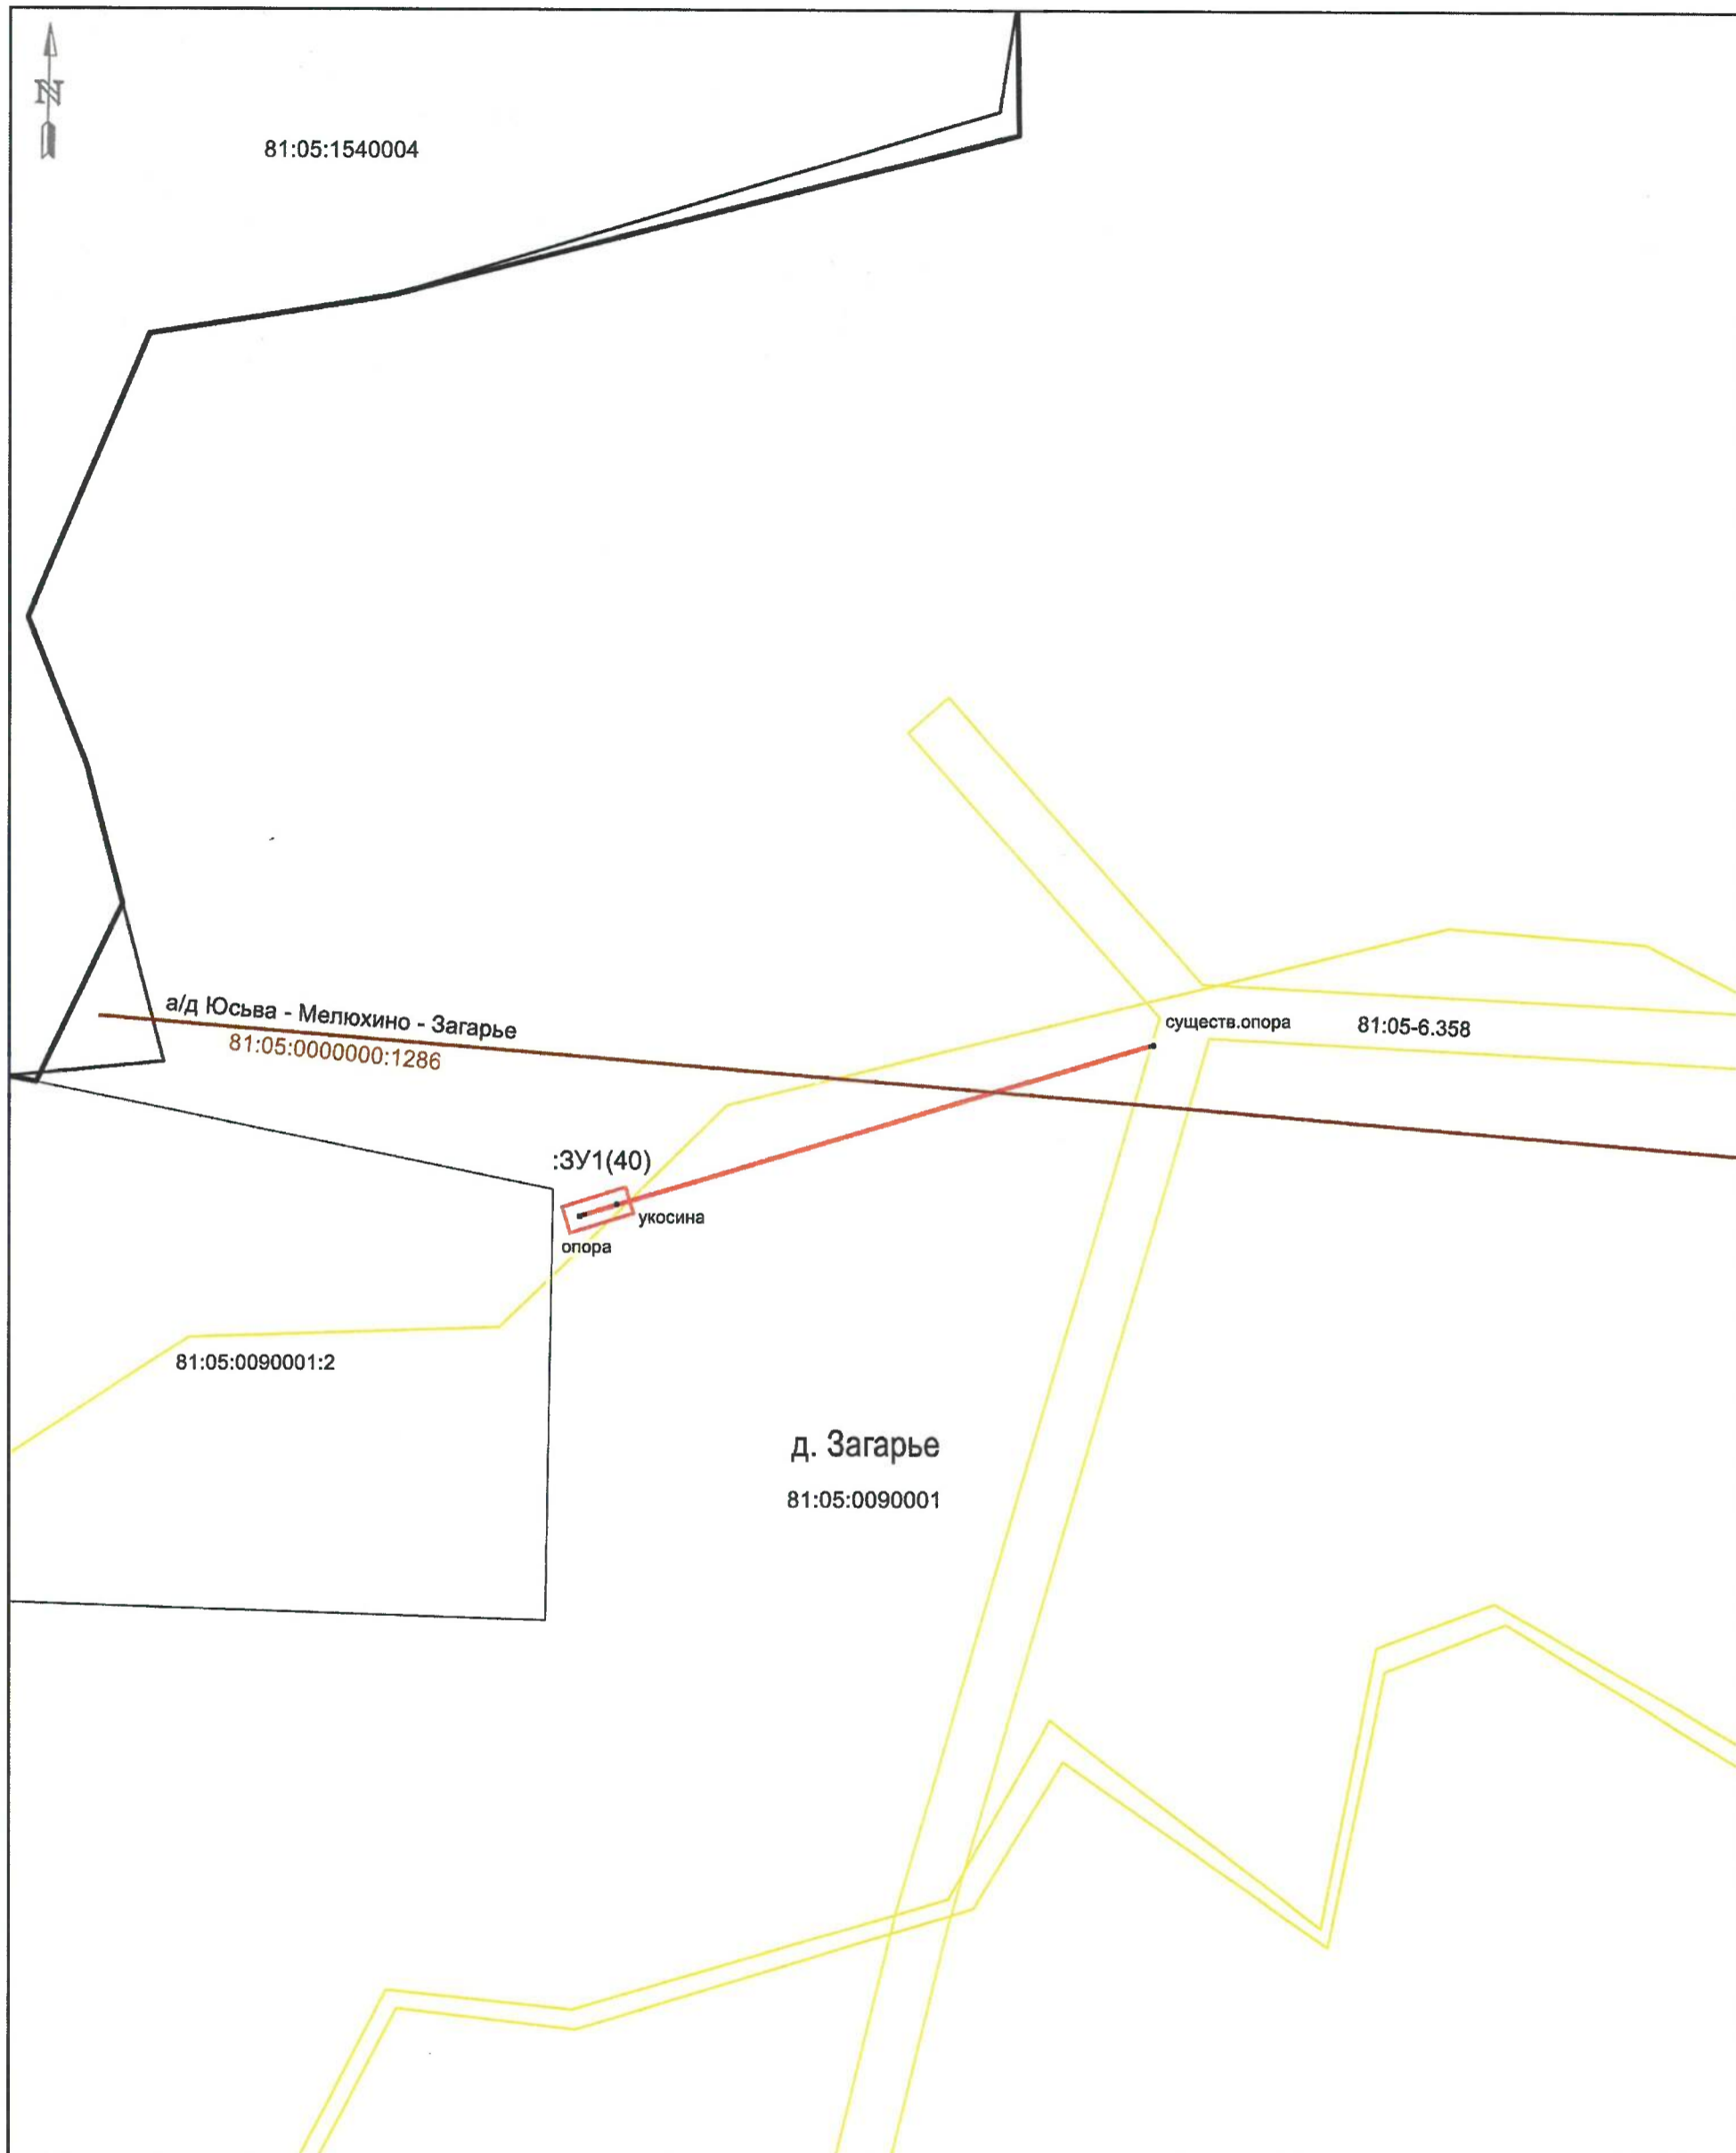 N
81:05:1540004
а/д Юсьва - Мелюхино - Загарье
81:05:0000000:1286
существ.опора
81:05-6.358
:ЗУ1(40)
укосина
опора
81:05:0090001:2
д. Загарье
81:05:0090001